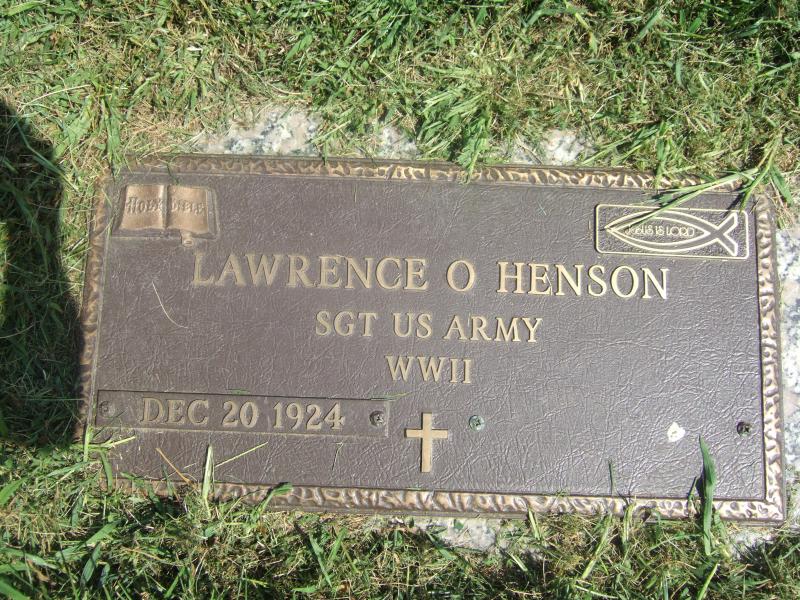 HOLY BIBLE
JESUS IS LORD
LAWRENCE O HENSON
SGT US ARMY
WWII
DEC 20 1924